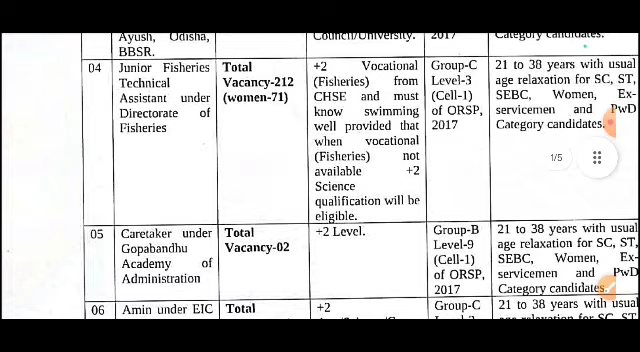 Ayush, Odisha,
BBSR.
Council/University.
2017
Category candidates.
04
Junior Fisheries
Technical
Assistant under
Directorate of
Fisheries
Total
Vacancy-212
(women-71)
+2 Vocational
(Fisheries) from
CHSE and must
know swimming
well provided that
when vocational
(Fisheries) not
available +2
Science
qualification will be
eligible.
Group-C
Level-3
(Cell-1)
of ORSP,
2017
21 to 38 years with usual
age relaxation for SC, ST,
SEBC, Women, Ex-
servicemen and PwD
Category candidates.
1/5
05
Caretaker under
Gopabandhu
Academy of
Administration
Total
Vacancy-02
+2 Level.
Group-B
Level-9
(Cell-1)
of ORSP,
2017
21 to 38 years with usual
age relaxation for SC, ST,
SEBC, Women, Ex-
servicemen and PwD
Category candidates.
06
Amin under EIC
Total
+2
Group-C
21 to 38 years with usual
age relaxation for SC, ST,